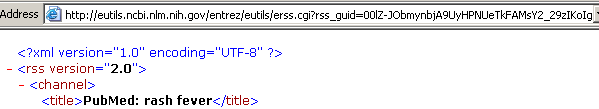 Address http://eutils.ncbi.nlm.nih.gov/entrez/eutils/erss.cgi?rss_guid=00lZ-JObmynbjA9UyHPNUeTkFAMsY2_29zIKoIg
<?xml version="1.0" encoding="UTF-8" ?>
- <rss version="2.0">
- <channel>
<title>PubMed: rash fever</title>